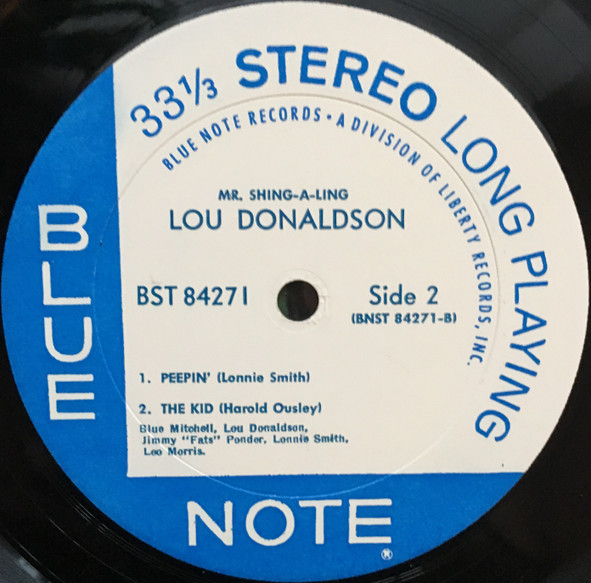 33⅓ STEREO LONG PLAYING
BLUE NOTE RECORDS • A DIVISION OF LIBERTY RECORDS, INC.
MR. SHING-A-LING
LOU DONALDSON
BST 84271
Side 2
(BNST 84271-B)
1. PEEPIN' (Lonnie Smith)
2. THE KID (Harold Ousley)
Blue Mitchell, Lou Donaldson,
Jimmy "Fats" Ponder, Lonnie Smith,
Leo Morris.
BLUE
NOTE
®